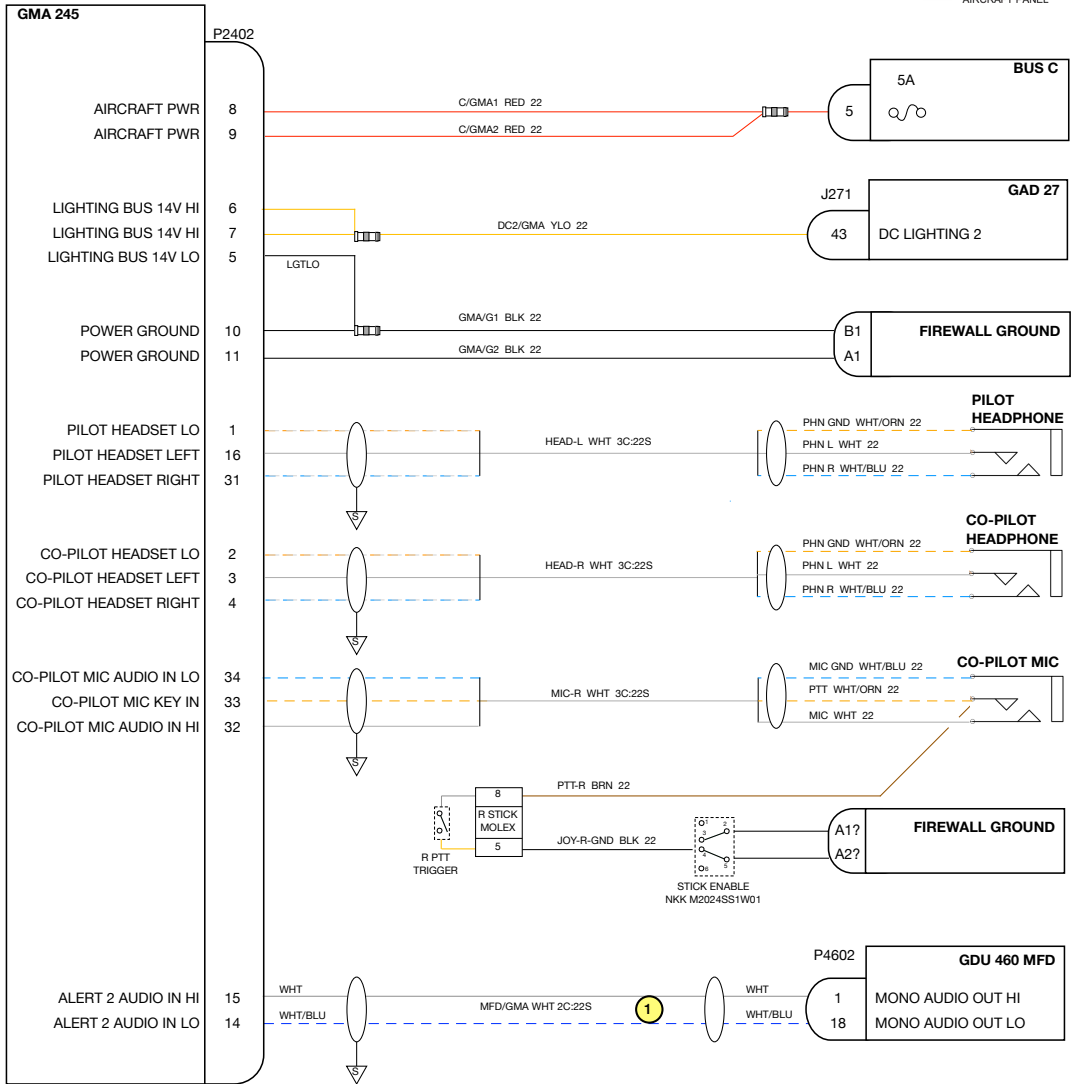 AIRCRAFT PANEL
GMA 245
P2402
BUS C
5A
AIRCRAFT PWR 8 C/GMA1 RED 22 5
AIRCRAFT PWR 9 C/GMA2 RED 22
J271 GAD 27
LIGHTING BUS 14V HI 6
LIGHTING BUS 14V HI 7 DC2/GMA YLO 22 43 DC LIGHTING 2
LIGHTING BUS 14V LO 5 LGTLO
POWER GROUND 10 GMA/G1 BLK 22 B1 FIREWALL GROUND
POWER GROUND 11 GMA/G2 BLK 22 A1
PILOT
HEADPHONE
PILOT HEADSET LO 1 PHN GND WHT/ORN 22
PILOT HEADSET LEFT 16 HEAD-L WHT 3C:22S PHN L WHT 22
PILOT HEADSET RIGHT 31 PHN R WHT/BLU 22
S
CO-PILOT
HEADPHONE
CO-PILOT HEADSET LO 2 PHN GND WHT/ORN 22
CO-PILOT HEADSET LEFT 3 HEAD-R WHT 3C:22S PHN L WHT 22
CO-PILOT HEADSET RIGHT 4 PHN R WHT/BLU 22
S
CO-PILOT MIC
CO-PILOT MIC AUDIO IN LO 34 MIC GND WHT/BLU 22
CO-PILOT MIC KEY IN 33 MIC-R WHT 3C:22S PTT WHT/ORN 22
CO-PILOT MIC AUDIO IN HI 32 MIC WHT 22
S
8 PTT-R BRN 22
R STICK
MOLEX
5 JOY-R-GND BLK 22
R PTT
TRIGGER
1 2
3
4
5
6
STICK ENABLE
NKK M2024SS1W01
A1? FIREWALL GROUND
A2?
P4602 GDU 460 MFD
ALERT 2 AUDIO IN HI 15 WHT MFD/GMA WHT 2C:22S 1 WHT 1 MONO AUDIO OUT HI
ALERT 2 AUDIO IN LO 14 WHT/BLU WHT/BLU 18 MONO AUDIO OUT LO
S